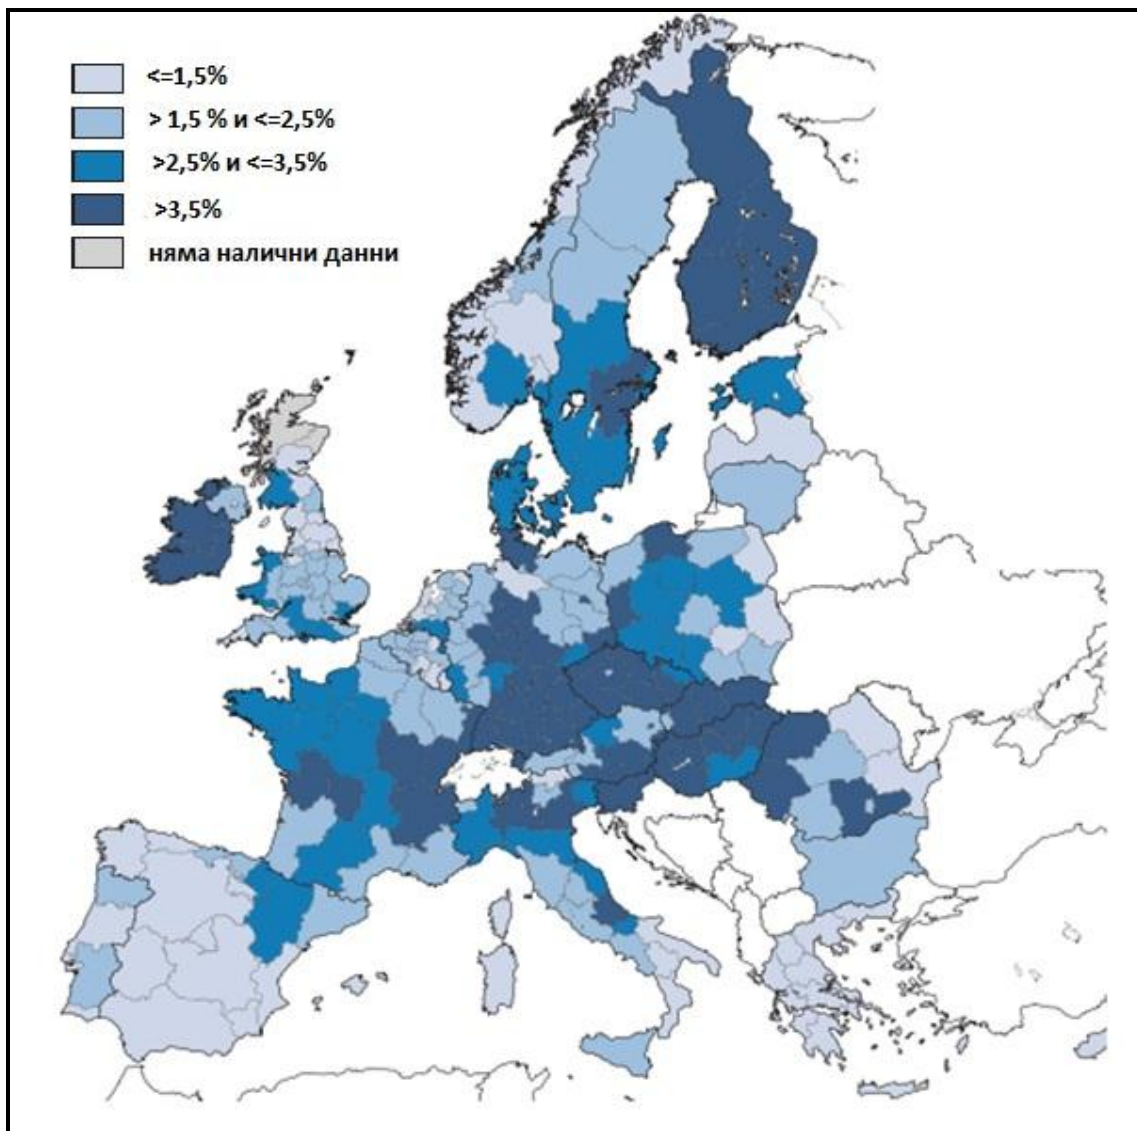 <=1,5%
> 1,5 % и <=2,5%
>2,5% и <=3,5%
>3,5%
няма налични данни